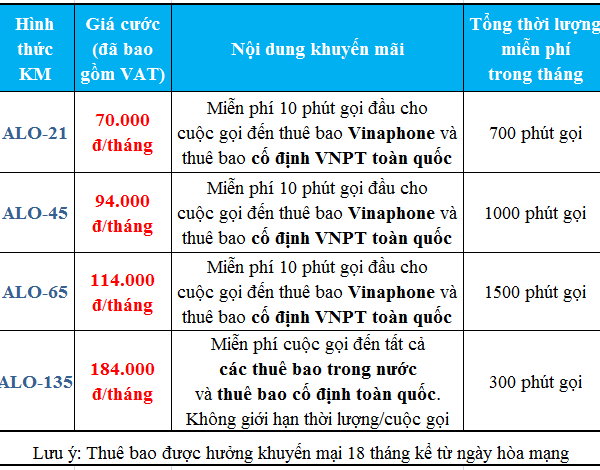 Hình thức KM
Giá cước (đã bao gồm VAT)
Nội dung khuyến mãi
Tổng thời lượng miễn phí trong tháng
ALO-21
70.000 đ/tháng
Miễn phí 10 phút gọi đầu cho
cuộc gọi đến thuê bao Vinaphone và
thuê bao cố định VNPT toàn quốc
700 phút gọi
ALO-45
94.000 đ/tháng
Miễn phí 10 phút gọi đầu cho
cuộc gọi đến thuê bao Vinaphone và
thuê bao cố định VNPT toàn quốc
1000 phút gọi
ALO-65
114.000 đ/tháng
Miễn phí 10 phút gọi đầu cho
cuộc gọi đến thuê bao Vinaphone và
thuê bao cố định VNPT toàn quốc
1500 phút gọi
ALO-135
184.000 đ/tháng
Miễn phí cuộc gọi đến tất cả
các thuê bao trong nước
và thuê bao cố định toàn quốc.
Không giới hạn thời lượng/cuộc gọi
300 phút gọi
Lưu ý: Thuê bao được hưởng khuyến mại 18 tháng kể từ ngày hòa mạng